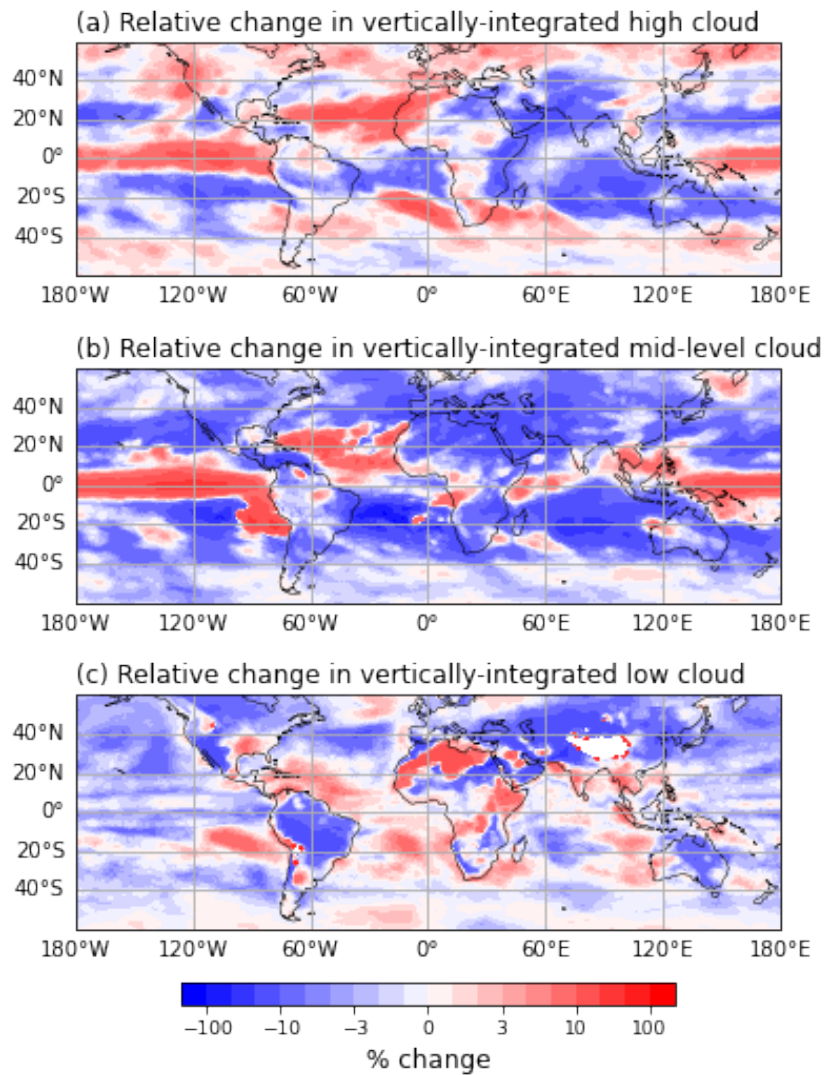 (a) Relative change in vertically-integrated high cloud
40°N
20°N
0°
20°S
40°S
180°W 120°W 60°W 0° 60°E 120°E 180°E
(b) Relative change in vertically-integrated mid-level cloud
40°N
20°N
0°
20°S
40°S
180°W 120°W 60°W 0° 60°E 120°E 180°E
(c) Relative change in vertically-integrated low cloud
40°N
20°N
0°
20°S
40°S
180°W 120°W 60°W 0° 60°E 120°E 180°E
−100 −10 −3 0 3 10 100
% change